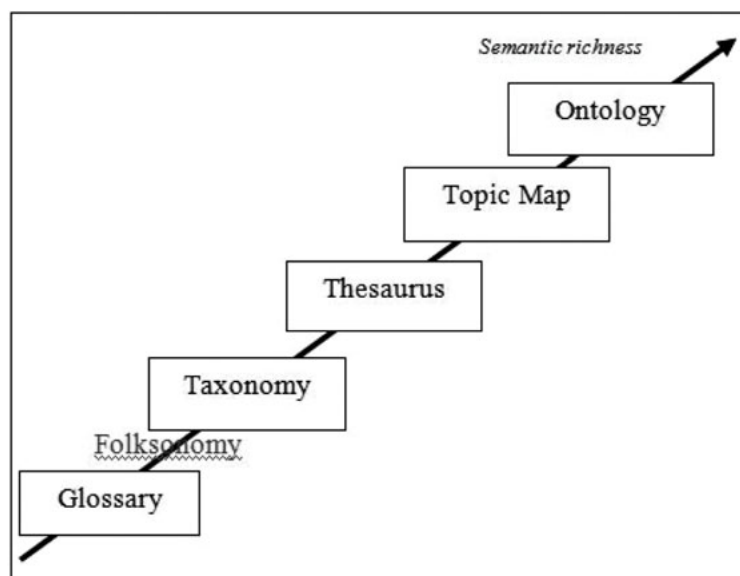 Semantic richness
Ontology
Topic Map
Thesaurus
Taxonomy
Folksonomy
Glossary